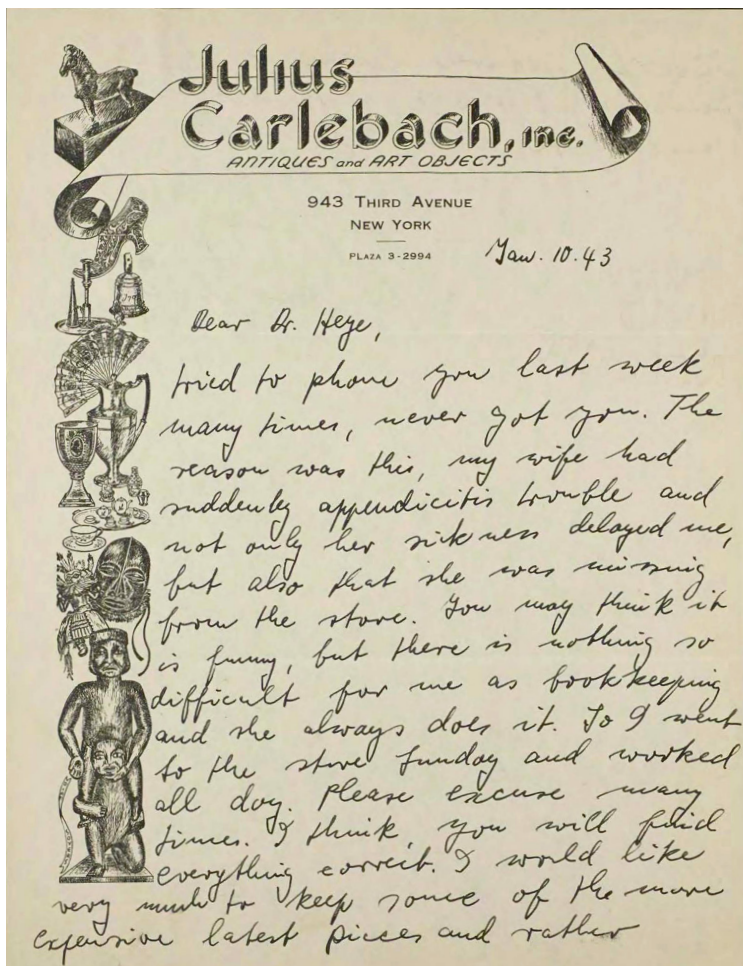 Julius
Carlebach, Inc.
ANTIQUES and ART OBJECTS
943 THIRD AVENUE
NEW YORK
PLAZA 3-2994
Jan. 10.43
Dear Dr. Heye,
tried to phone you last week
many times, never got you. The
reason was this, my wife had
suddenly appendicitis trouble and
not only her sickness delayed me,
but also that she was missing
from the store. You may think it
is funny, but there is nothing so
difficult for me as bookkeeping
and she always does it. So I went
to the store Sunday and worked
all day. Please excuse many
times. I think, you will find
everything correct. I would like
very much to keep some of the more
expensive latest pieces and rather